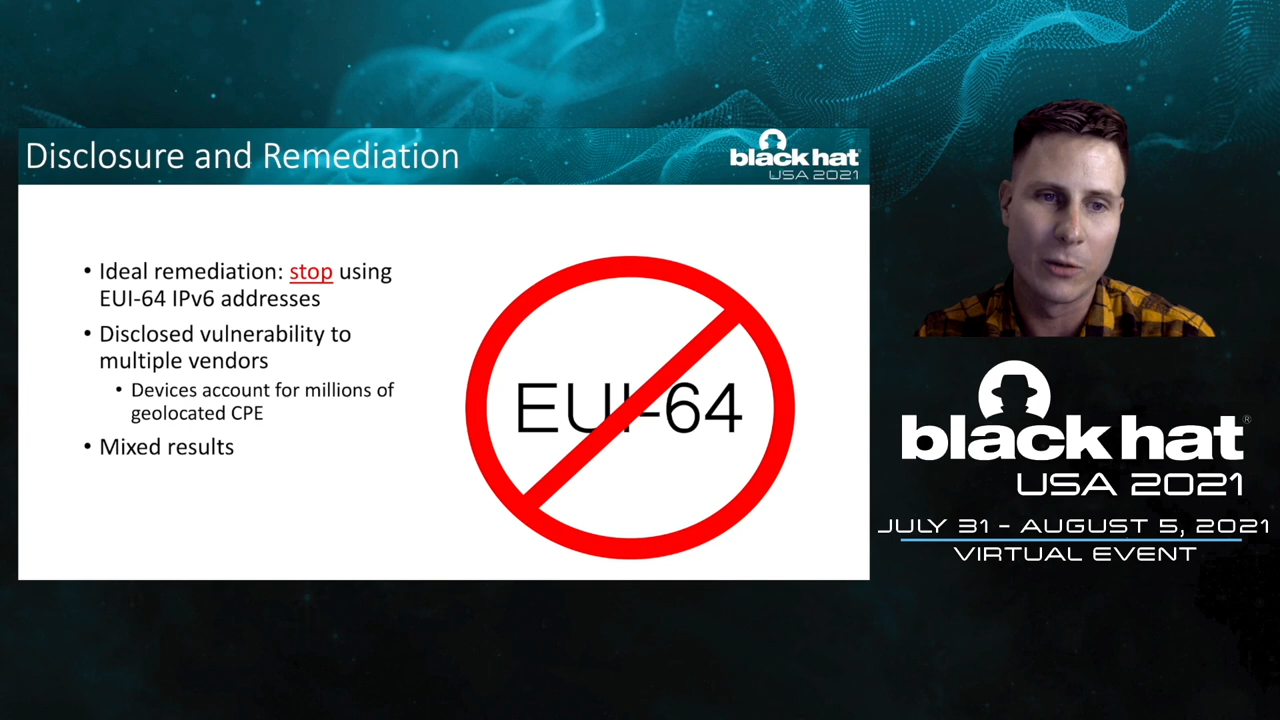 Disclosure and Remediation
black hat
USA 2021
• Ideal remediation: stop using
EUI-64 IPv6 addresses
• Disclosed vulnerability to
multiple vendors
• Devices account for millions of
geolocated CPE
• Mixed results
EUI-64
black hat®
USA 2021
JULY 31 - AUGUST 5, 2021
VIRTUAL EVENT